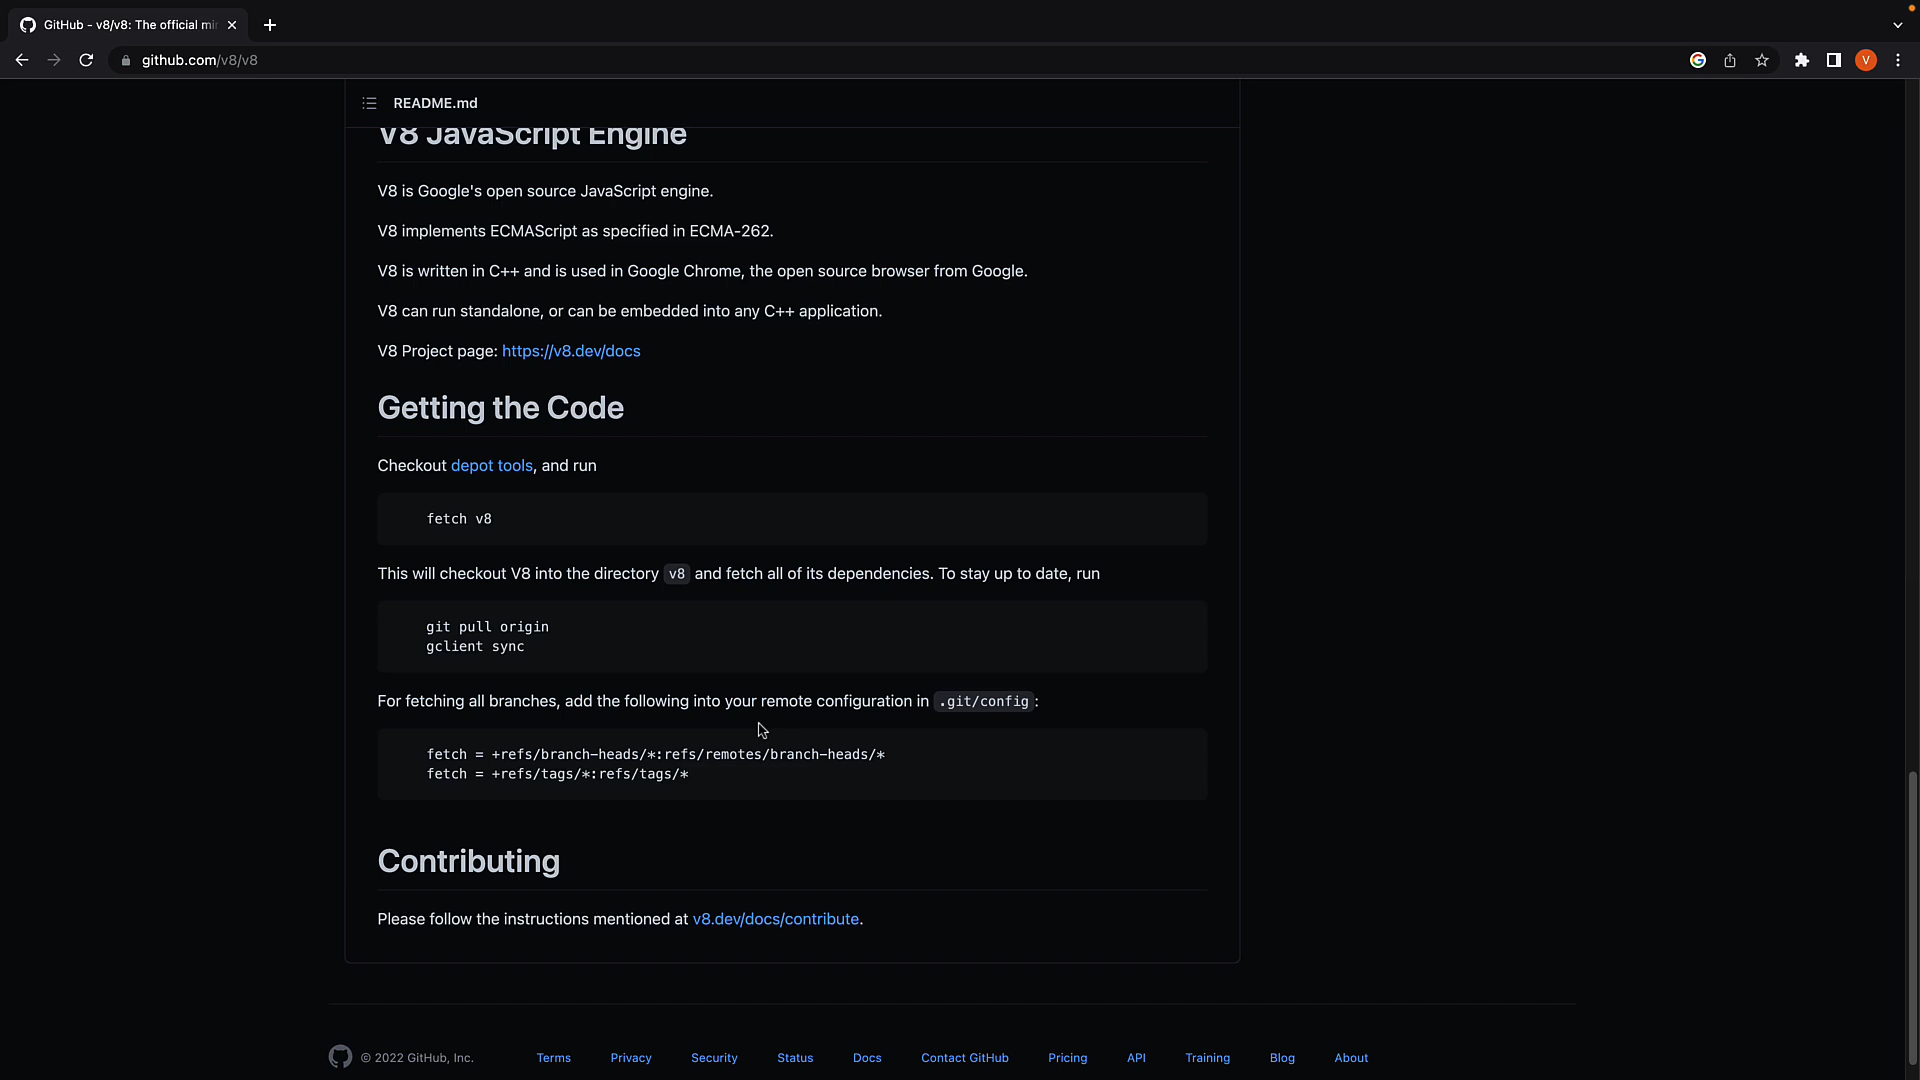 GitHub - v8/v8: The official mir
github.com/v8/v8
V
README.md
V8 JavaScript Engine
V8 is Google's open source JavaScript engine.
V8 implements ECMAScript as specified in ECMA-262.
V8 is written in C++ and is used in Google Chrome, the open source browser from Google.
V8 can run standalone, or can be embedded into any C++ application.
V8 Project page: https://v8.dev/docs
Getting the Code
Checkout depot tools, and run
fetch v8
This will checkout V8 into the directory v8 and fetch all of its dependencies. To stay up to date, run
git pull origin
gclient sync
For fetching all branches, add the following into your remote configuration in .git/config:
fetch = +refs/branch-heads/*:refs/remotes/branch-heads/*
fetch = +refs/tags/*:refs/tags/*
Contributing
Please follow the instructions mentioned at v8.dev/docs/contribute.
© 2022 GitHub, Inc. Terms Privacy Security Status Docs Contact GitHub Pricing API Training Blog About